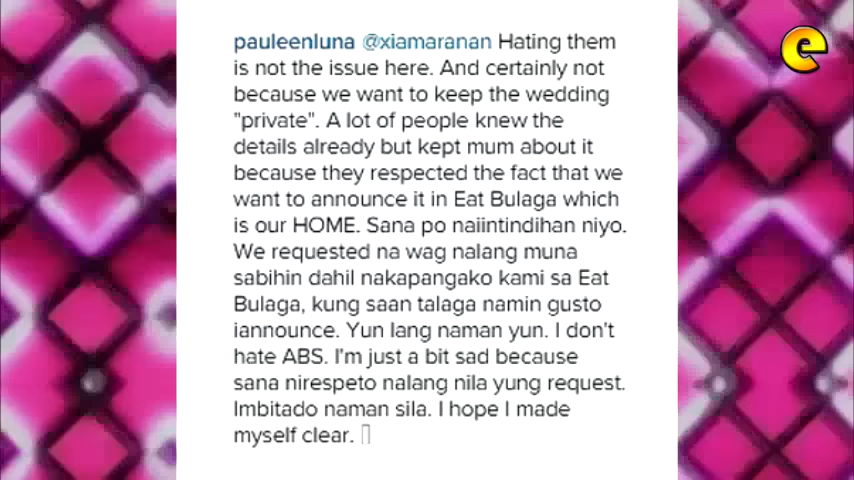 pauleenluna @xiamaranan Hating them
is not the issue here. And certainly not
because we want to keep the wedding
"private". A lot of people knew the
details already but kept mum about it
because they respected the fact that we
want to announce it in Eat Bulaga which
is our HOME. Sana po naiintindihan niyo.
We requested na wag nalang muna
sabihin dahil nakapangako kami sa Eat
Bulaga, kung saan talaga namin gusto
iannounce. Yun lang naman yun. I don't
hate ABS. I'm just a bit sad because
sana nirespeto nalang nila yung request.
Imbitado naman sila. I hope I made
myself clear.
e